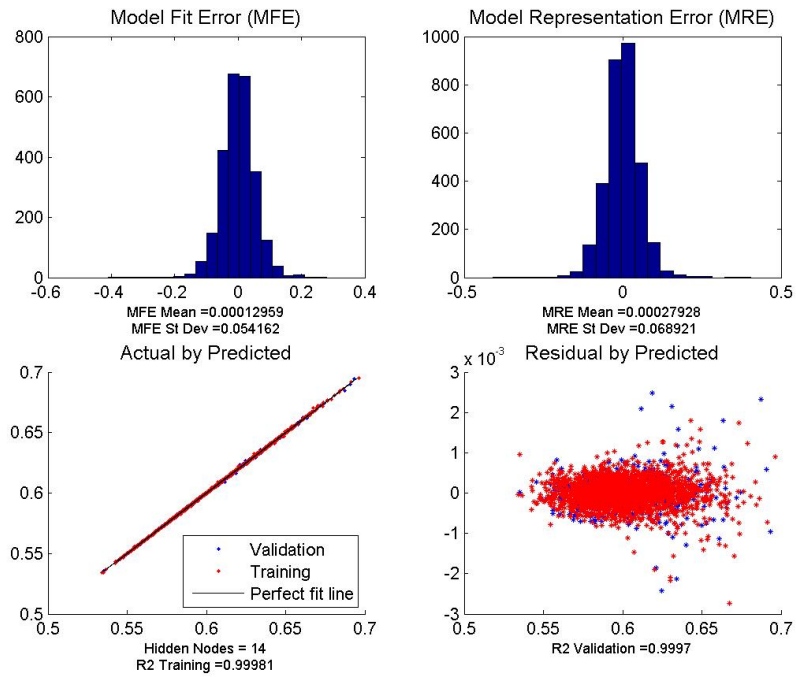 Model Fit Error (MFE)
800
600
400
200
0
-0.6
-0.4
-0.2
0
0.2
0.4
MFE Mean =0.00012959
MFE St Dev =0.054162
Model Representation Error (MRE)
1000
800
600
400
200
0
-0.5
0
0.5
MRE Mean =0.00027928
MRE St Dev =0.068921
Actual by Predicted
0.7
0.65
0.6
0.55
0.5
0.5
0.55
0.6
0.65
0.7
Validation
Training
Perfect fit line
Hidden Nodes = 14
R2 Training =0.99981
Residual by Predicted
x 10-3
3
2
1
0
-1
-2
-3
0.5
0.55
0.6
0.65
0.7
R2 Validation =0.9997